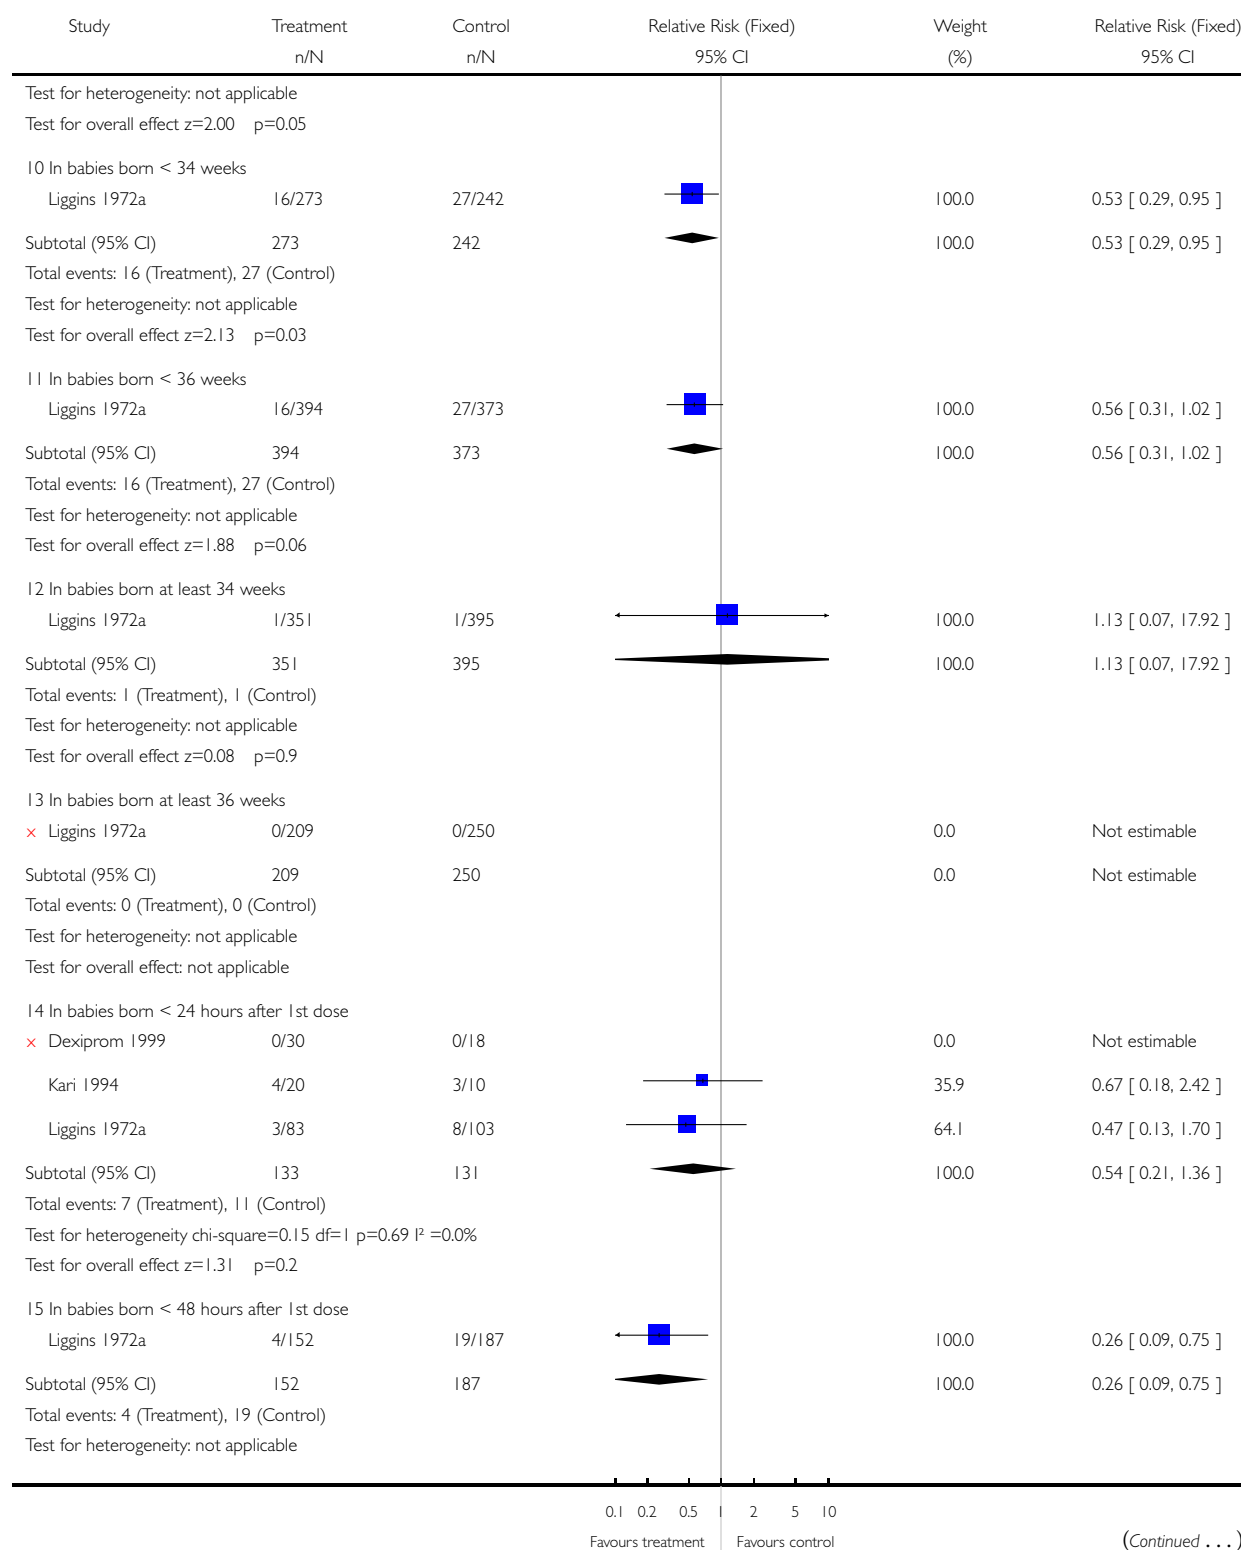 Study Treatment Control Relative Risk (Fixed) Weight Relative Risk (Fixed)
n/N n/N 95% CI (%) 95% CI
Test for heterogeneity: not applicable
Test for overall effect z=2.00 p=0.05
10 In babies born < 34 weeks
Liggins 1972a 16/273 27/242 100.0 0.53 [ 0.29, 0.95 ]
Subtotal (95% CI) 273 242 100.0 0.53 [ 0.29, 0.95 ]
Total events: 16 (Treatment), 27 (Control)
Test for heterogeneity: not applicable
Test for overall effect z=2.13 p=0.03
11 In babies born < 36 weeks
Liggins 1972a 16/394 27/373 100.0 0.56 [ 0.31, 1.02 ]
Subtotal (95% CI) 394 373 100.0 0.56 [ 0.31, 1.02 ]
Total events: 16 (Treatment), 27 (Control)
Test for heterogeneity: not applicable
Test for overall effect z=1.88 p=0.06
12 In babies born at least 34 weeks
Liggins 1972a 1/351 1/395 100.0 1.13 [ 0.07, 17.92 ]
Subtotal (95% CI) 351 395 100.0 1.13 [ 0.07, 17.92 ]
Total events: 1 (Treatment), 1 (Control)
Test for heterogeneity: not applicable
Test for overall effect z=0.08 p=0.9
13 In babies born at least 36 weeks
x Liggins 1972a 0/209 0/250 0.0 Not estimable
Subtotal (95% CI) 209 250 0.0 Not estimable
Total events: 0 (Treatment), 0 (Control)
Test for heterogeneity: not applicable
Test for overall effect: not applicable
14 In babies born < 24 hours after 1st dose
x Dexiprom 1999 0/30 0/18 0.0 Not estimable
Kari 1994 4/20 3/10 35.9 0.67 [ 0.18, 2.42 ]
Liggins 1972a 3/83 8/103 64.1 0.47 [ 0.13, 1.70 ]
Subtotal (95% CI) 133 131 100.0 0.54 [ 0.21, 1.36 ]
Total events: 7 (Treatment), 11 (Control)
Test for heterogeneity chi-square=0.15 df=1 p=0.69 I² =0.0%
Test for overall effect z=1.31 p=0.2
15 In babies born < 48 hours after 1st dose
Liggins 1972a 4/152 19/187 100.0 0.26 [ 0.09, 0.75 ]
Subtotal (95% CI) 152 187 100.0 0.26 [ 0.09, 0.75 ]
Total events: 4 (Treatment), 19 (Control)
Test for heterogeneity: not applicable
0.1 0.2 0.5 1 2 5 10
Favours treatment Favours control (Continued . . . )